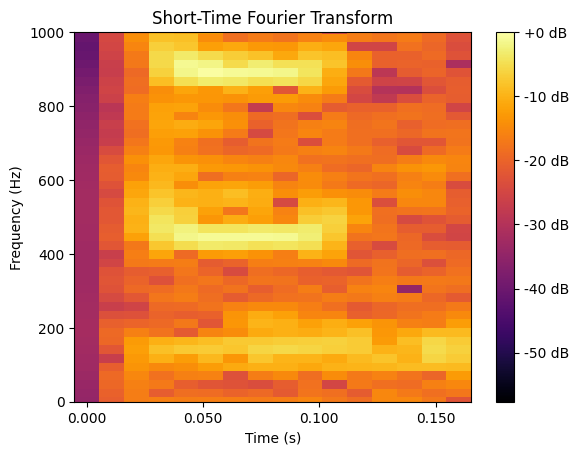 Short-Time Fourier Transform
1000
800
600
400
200
0
Frequency (Hz)
0.000
0.050
0.100
0.150
Time (s)
+0 dB
-10 dB
-20 dB
-30 dB
-40 dB
-50 dB